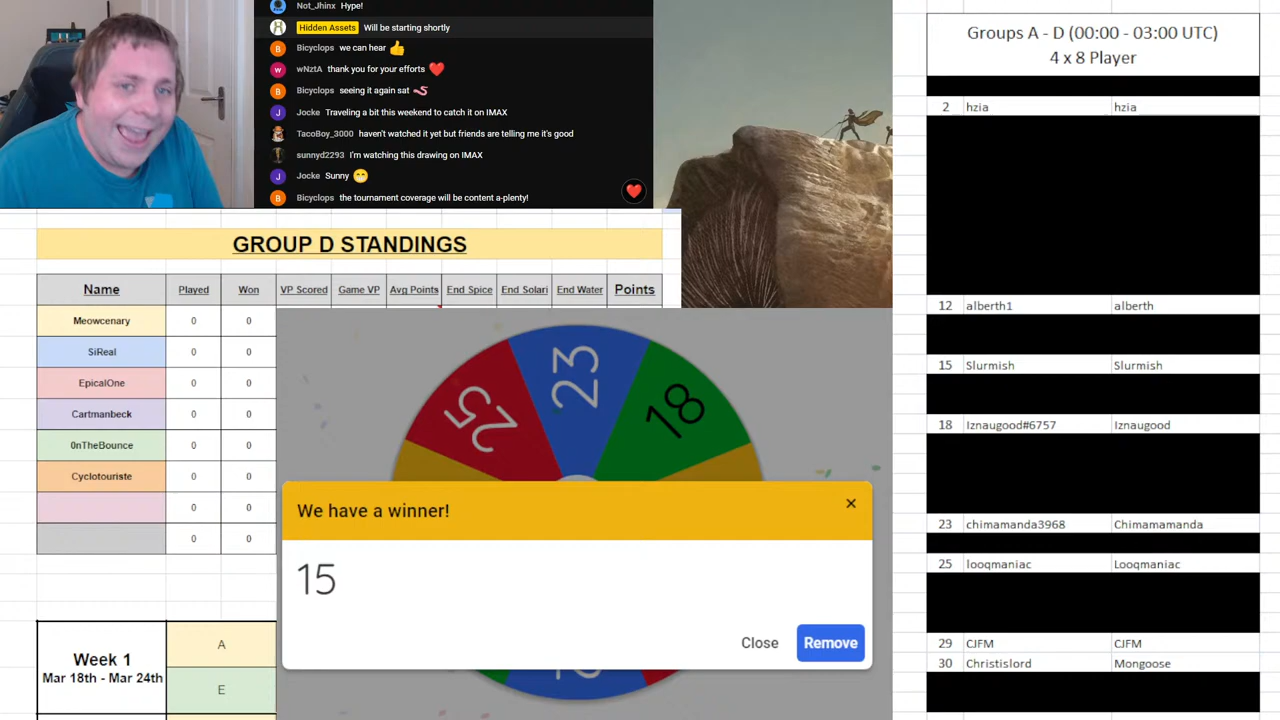 Not_Jhinx Hype!
Hidden Assets Will be starting shortly
Bicyclops we can hear 👍
wNztA thank you for your efforts ❤️
Bicyclops seeing it again sat 🪱
Jocke Traveling a bit this weekend to catch it on IMAX
TacoBoy_3000 haven't watched it yet but friends are telling me it's good
sunnyd2293 I'm watching this drawing on IMAX
Jocke Sunny 😁
Bicyclops the tournament coverage will be content a-plenty!
GROUP D STANDINGS
Name Played Won VP Scored Game VP Avg Points End Spice End Solari End Water Points
Meowcenary 0 0
SiReal 0 0
EpicalOne 0 0
Cartmanbeck 0 0
0nTheBounce 0 0
Cyclotouriste 0 0
0 0
0 0
Week 1
Mar 18th - Mar 24th
A
E
25
23
18
We have a winner!
15
Close Remove
Groups A - D (00:00 - 03:00 UTC)
4 x 8 Player
2 hzia hzia
12 alberth1 alberth
15 Slurmish Slurmish
18 Iznaugood#6757 Iznaugood
23 chimamanda3968 Chimamamanda
25 looqmaniac Looqmaniac
29 CJFM CJFM
30 Christislord Mongoose